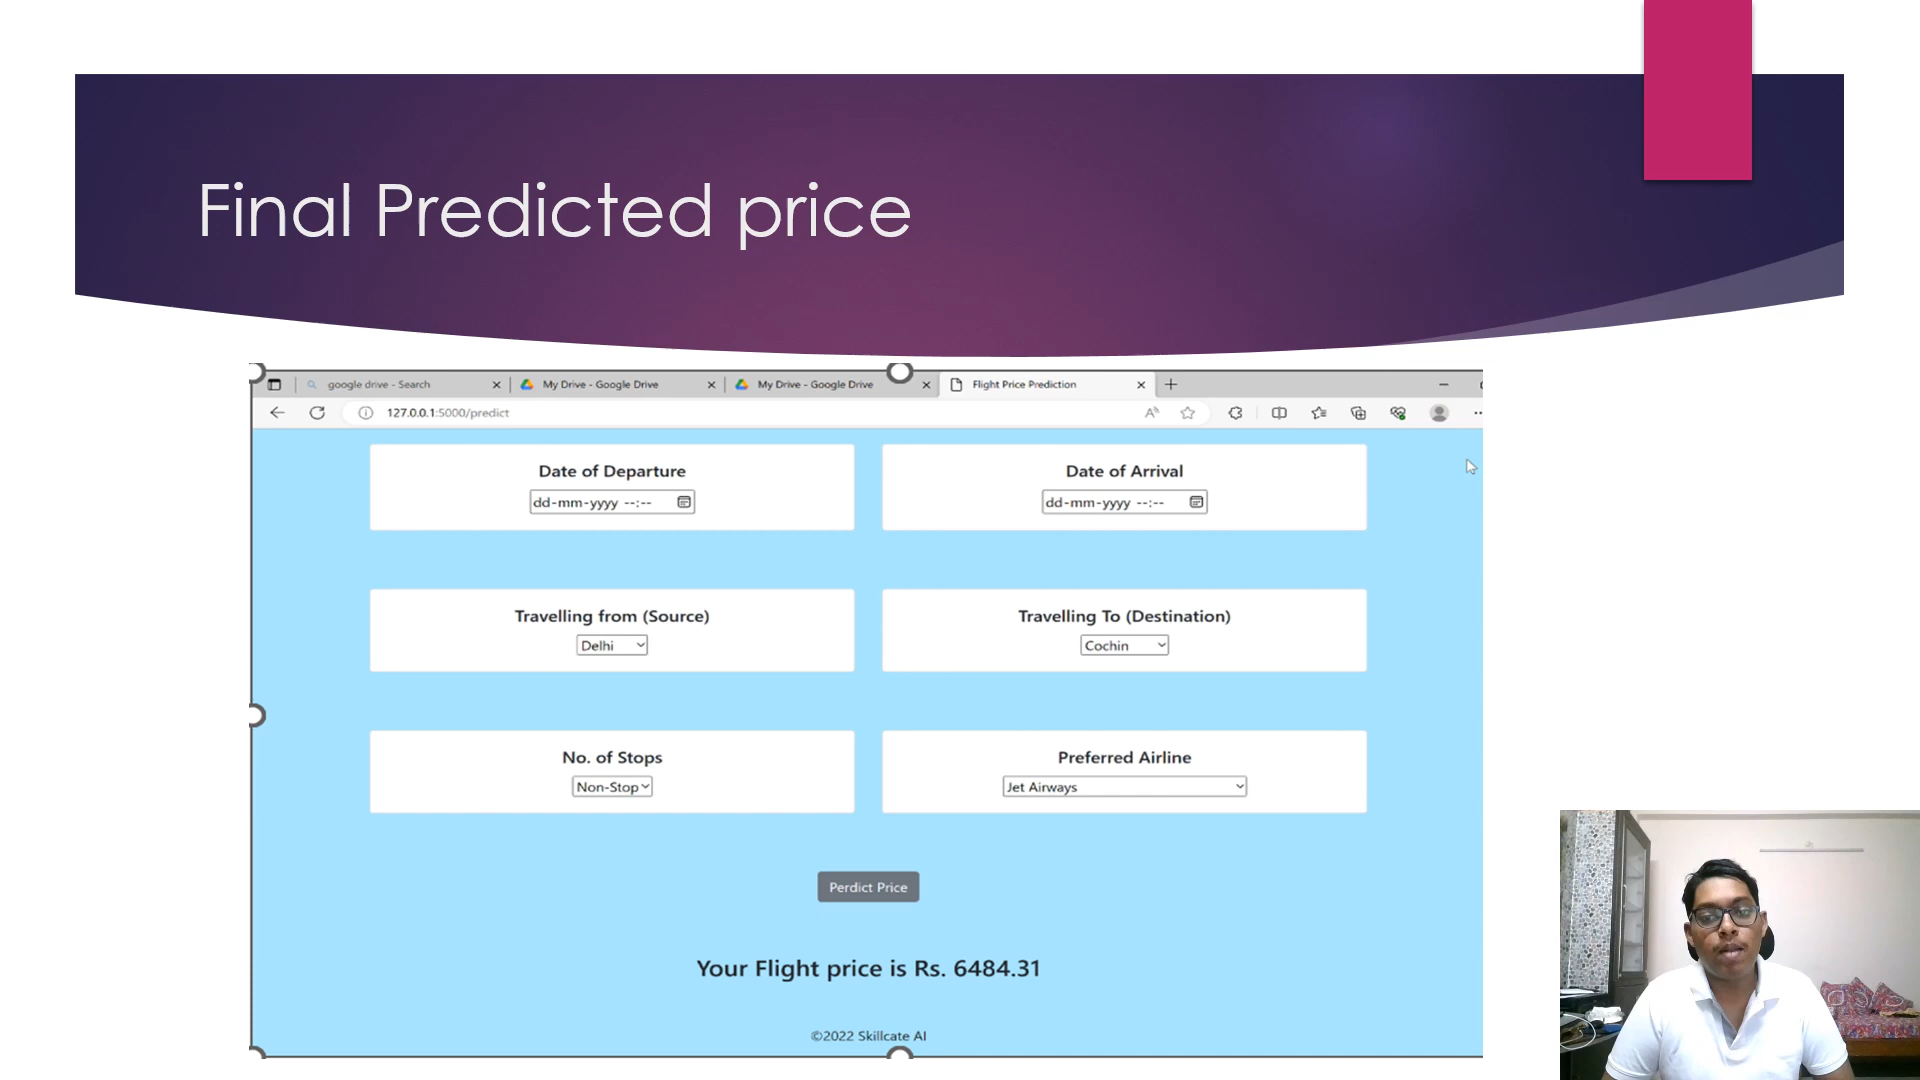 Final Predicted price
google drive - Search
My Drive - Google Drive
My Drive - Google Drive
Flight Price Prediction
127.0.0.1:5000/predict
Date of Departure
Date of Arrival
dd-mm-yyyy --:--
dd-mm-yyyy --:--
Travelling from (Source)
Travelling To (Destination)
Delhi
Cochin
No. of Stops
Preferred Airline
Non-Stop
Jet Airways
Perdict Price
Your Flight price is Rs. 6484.31
©2022 Skillcate AI